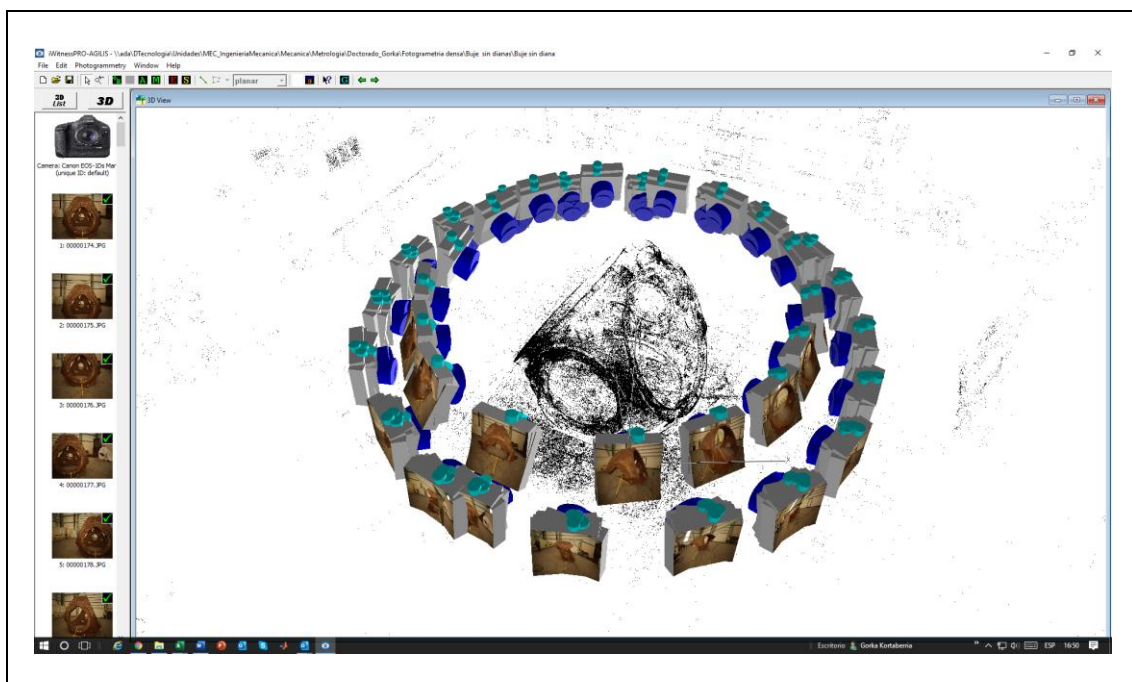 iWitnessPRO-AGILIS - \\ada\DTecnologia\Unidades\MEC_IngenieriaMecanica\Mecanica\Metrologia\Doctorado_Gorka\Fotogrametria densa\Buje sin dianas\Buje sin diana
File Edit Photogrammetry Window Help
planar
2D List 3D
3D View
Camera: Canon EOS-1Ds Mar
(unique ID: default)
1: 00000174.JPG
2: 00000175.JPG
3: 00000176.JPG
4: 00000177.JPG
5: 00000178.JPG
Escritorio Gorka Kortaberria ESP 16:50